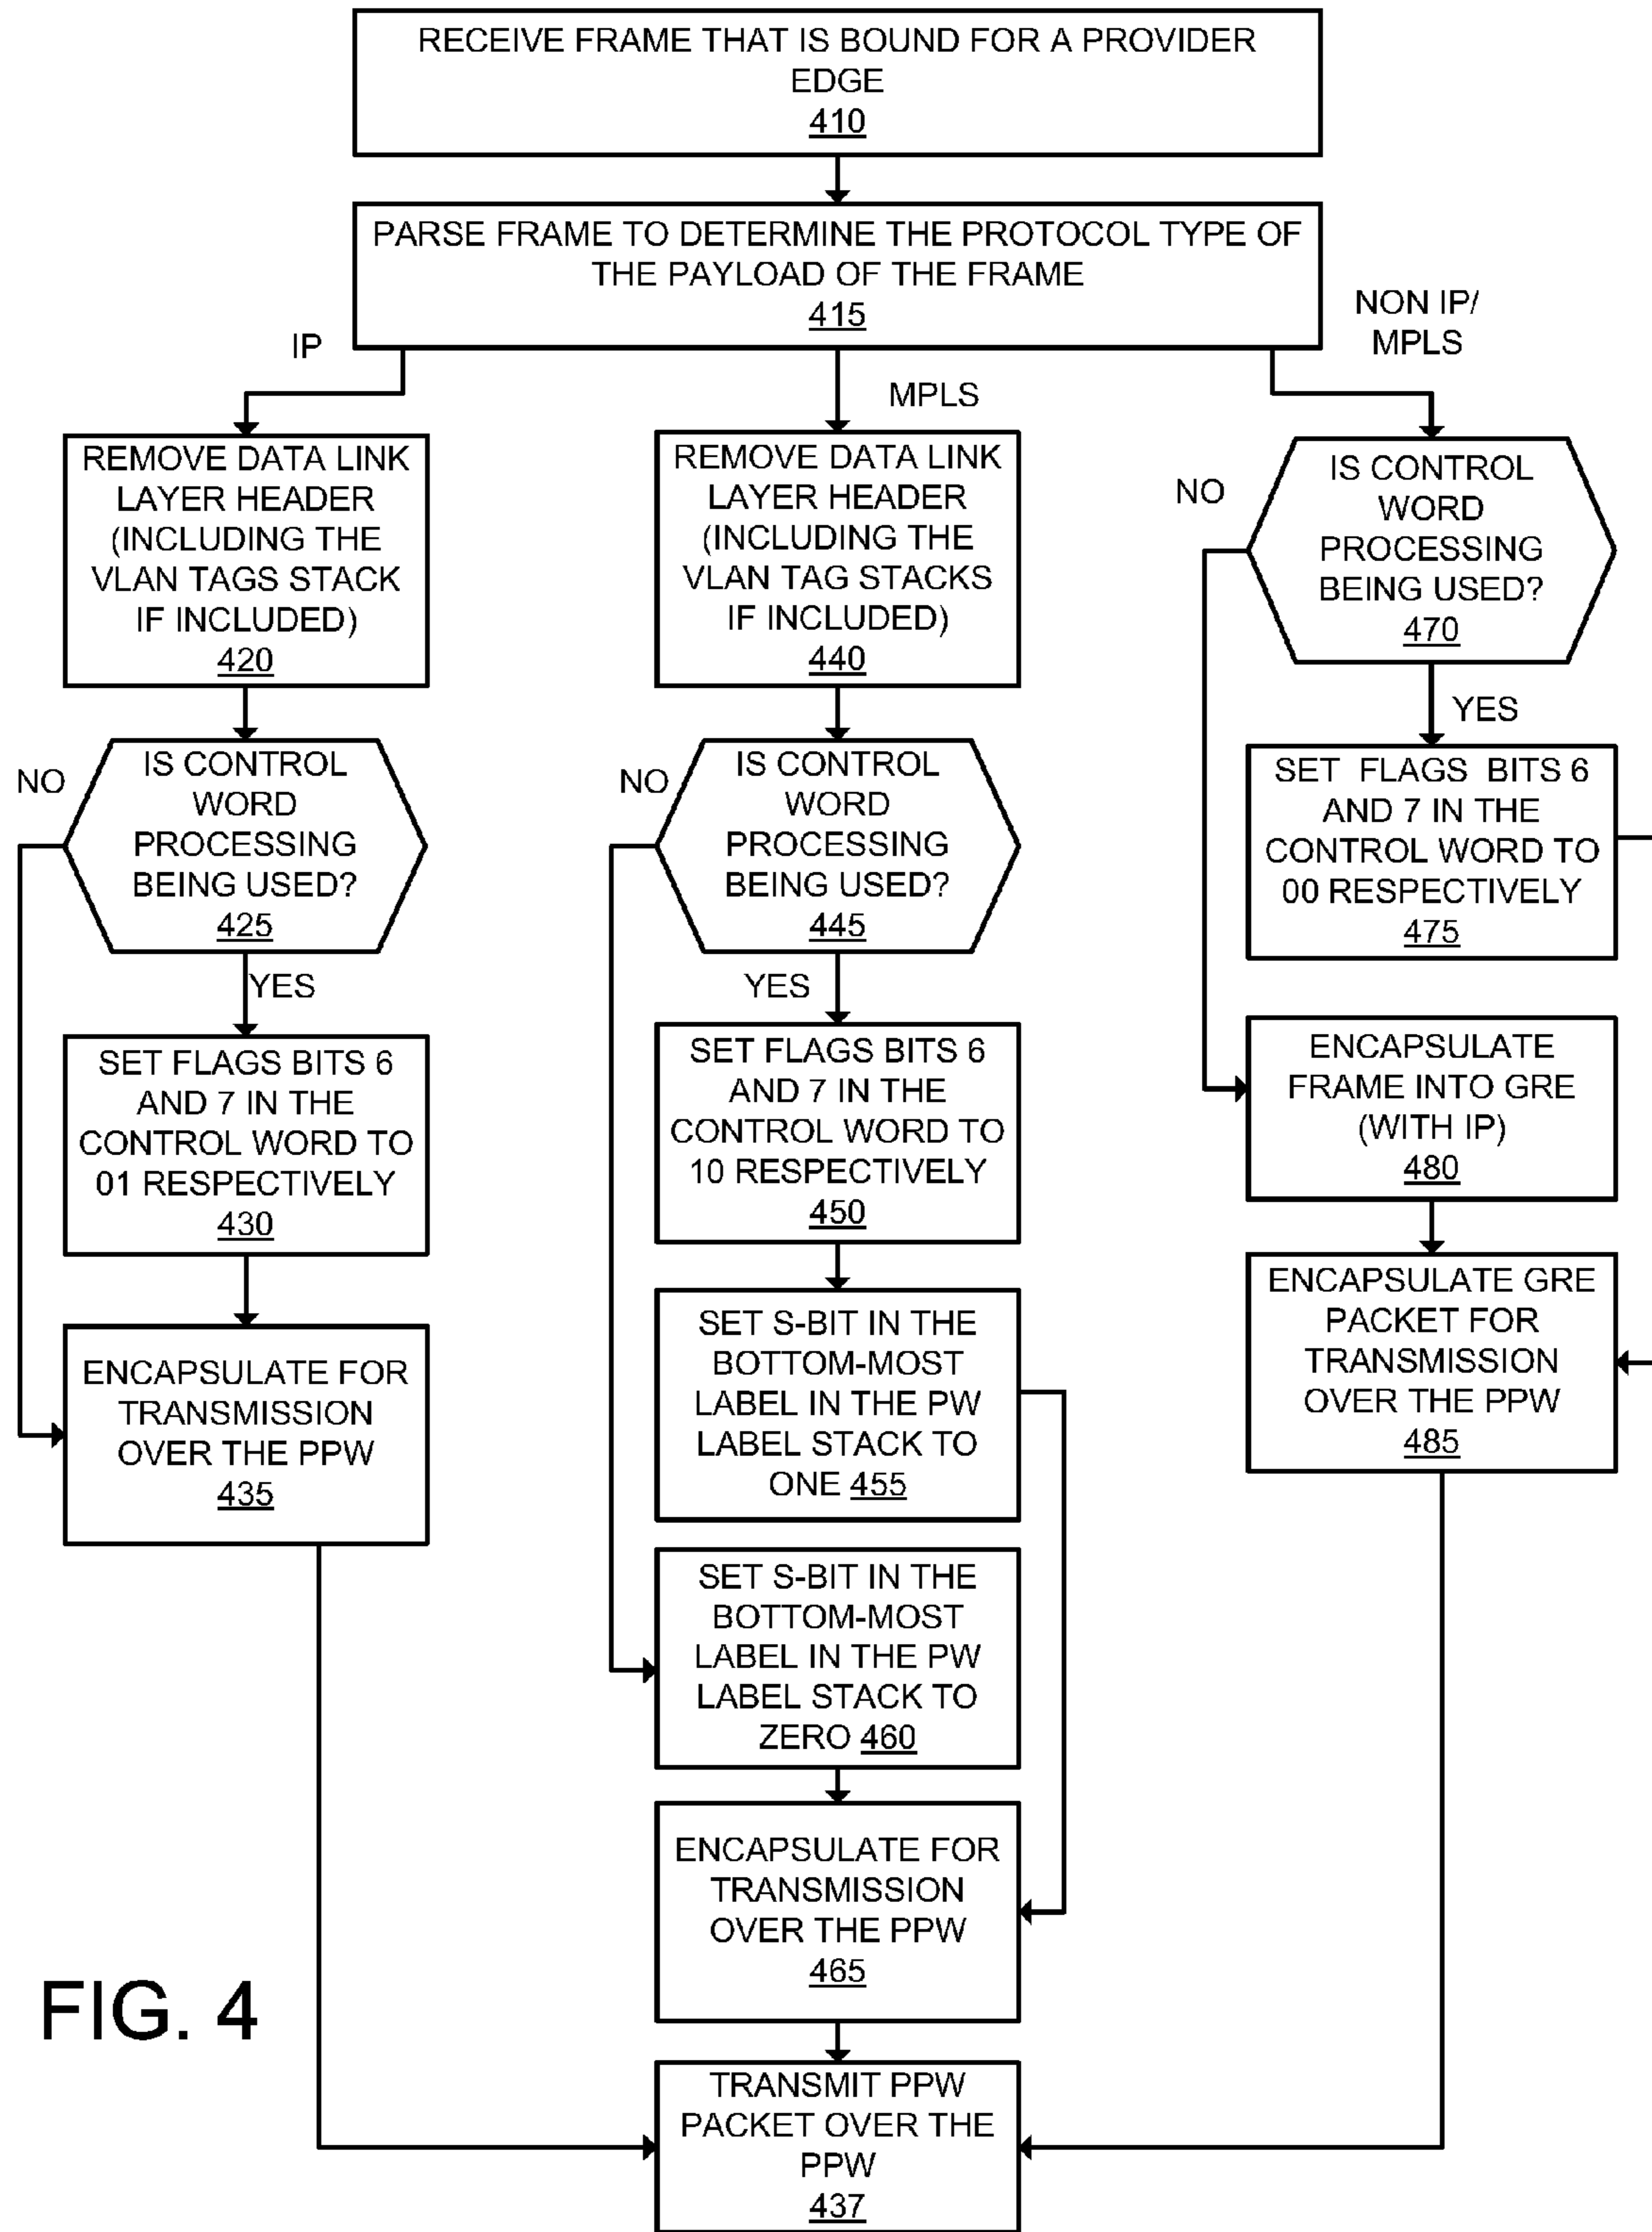 RECEIVE FRAME THAT IS BOUND FOR A PROVIDER
EDGE
410
PARSE FRAME TO DETERMINE THE PROTOCOL TYPE OF
THE PAYLOAD OF THE FRAME
415
IP
MPLS
NON IP/
MPLS
REMOVE DATA LINK
LAYER HEADER
(INCLUDING THE
VLAN TAGS STACK
IF INCLUDED)
420
NO
IS CONTROL
WORD
PROCESSING
BEING USED?
425
YES
SET FLAGS BITS 6
AND 7 IN THE
CONTROL WORD TO
01 RESPECTIVELY
430
ENCAPSULATE FOR
TRANSMISSION
OVER THE PPW
435
REMOVE DATA LINK
LAYER HEADER
(INCLUDING THE
VLAN TAG STACKS
IF INCLUDED)
440
NO
IS CONTROL
WORD
PROCESSING
BEING USED?
445
YES
SET FLAGS BITS 6
AND 7 IN THE
CONTROL WORD TO
10 RESPECTIVELY
450
SET S-BIT IN THE
BOTTOM-MOST
LABEL IN THE PW
LABEL STACK TO
ONE 455
SET S-BIT IN THE
BOTTOM-MOST
LABEL IN THE PW
LABEL STACK TO
ZERO 460
ENCAPSULATE FOR
TRANSMISSION
OVER THE PPW
465
NO
IS CONTROL
WORD
PROCESSING
BEING USED?
470
YES
SET FLAGS BITS 6
AND 7 IN THE
CONTROL WORD TO
00 RESPECTIVELY
475
ENCAPSULATE
FRAME INTO GRE
(WITH IP)
480
ENCAPSULATE GRE
PACKET FOR
TRANSMISSION
OVER THE PPW
485
TRANSMIT PPW
PACKET OVER THE
PPW
437
FIG. 4